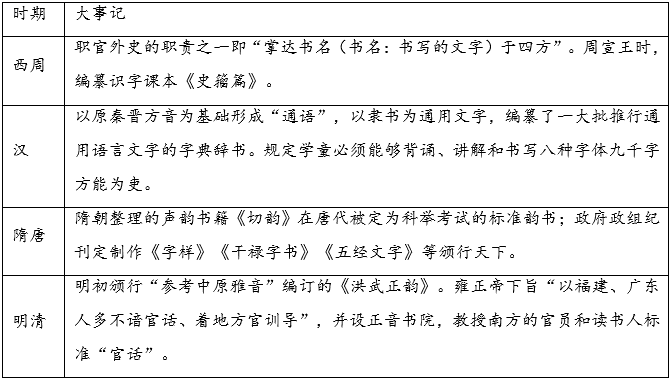 时期 大事记
西周
职官外史的职责之一即“掌达书名（书名：书写的文字）于四方”。周宣王时，
编纂识字课本《史籀篇》。
汉
以原秦晋方音为基础形成“通语”，以隶书为通用文字，编纂了一大批推行通
用语言文字的字典辞书。规定学童必须能够背诵、讲解和书写八种字体九千字
方能为吏。
隋唐
隋朝整理的声韵书籍《切韵》在唐代被定为科举考试的标准韵书；政府政组纪
刊定制作《字样》《干禄字书》《五经文字》等颁行天下。
明清
明初颁行“参考中原雅音”编订的《洪武正韵》。雍正帝下旨“以福建、广东
人多不谙官话、着地方官训导”，并设正音书院，教授南方的官员和读书人标
准“官话”。